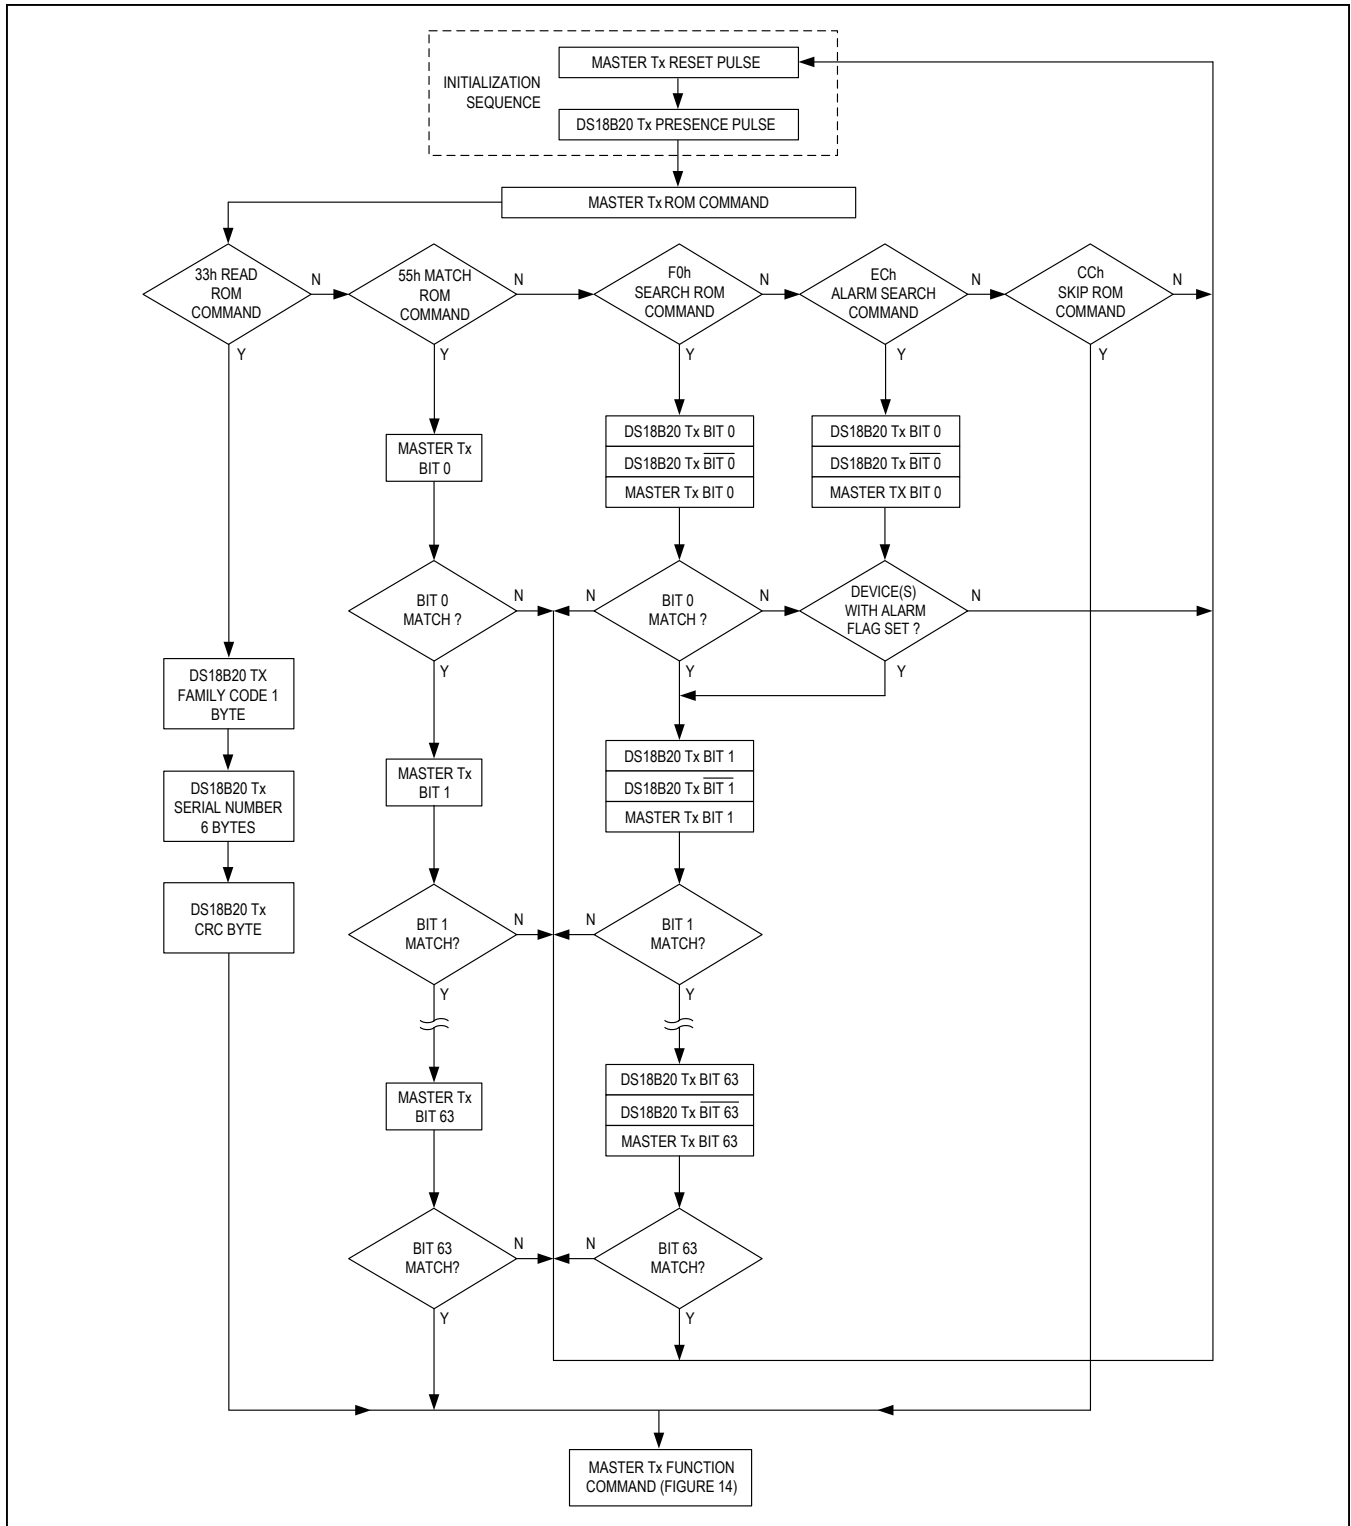 MASTER Tx RESET PULSE
INITIALIZATION
SEQUENCE
DS18B20 Tx PRESENCE PULSE
MASTER Tx ROM COMMAND
33h READ
ROM
COMMAND
N
Y
55h MATCH
ROM
COMMAND
N
Y
F0h
SEARCH ROM
COMMAND
N
Y
ECh
ALARM SEARCH
COMMAND
N
Y
CCh
SKIP ROM
COMMAND
N
Y
MASTER Tx
BIT 0
DS18B20 Tx BIT 0
DS18B20 Tx B̅I̅T̅ ̅0̅
MASTER Tx BIT 0
DS18B20 Tx BIT 0
DS18B20 Tx B̅I̅T̅ ̅0̅
MASTER TX BIT 0
BIT 0
MATCH ?
N
Y
N
BIT 0
MATCH ?
N
Y
DEVICE(S)
WITH ALARM
FLAG SET ?
N
Y
DS18B20 TX
FAMILY CODE 1
BYTE
DS18B20 Tx
SERIAL NUMBER
6 BYTES
DS18B20 Tx
CRC BYTE
MASTER Tx
BIT 1
DS18B20 Tx BIT 1
DS18B20 Tx B̅I̅T̅ ̅1̅
MASTER Tx BIT 1
BIT 1
MATCH?
N
Y
N
BIT 1
MATCH?
Y
MASTER Tx
BIT 63
DS18B20 Tx BIT 63
DS18B20 Tx B̅I̅T̅ ̅6̅3̅
MASTER Tx BIT 63
BIT 63
MATCH?
N
Y
N
BIT 63
MATCH?
Y
MASTER Tx FUNCTION
COMMAND (FIGURE 14)